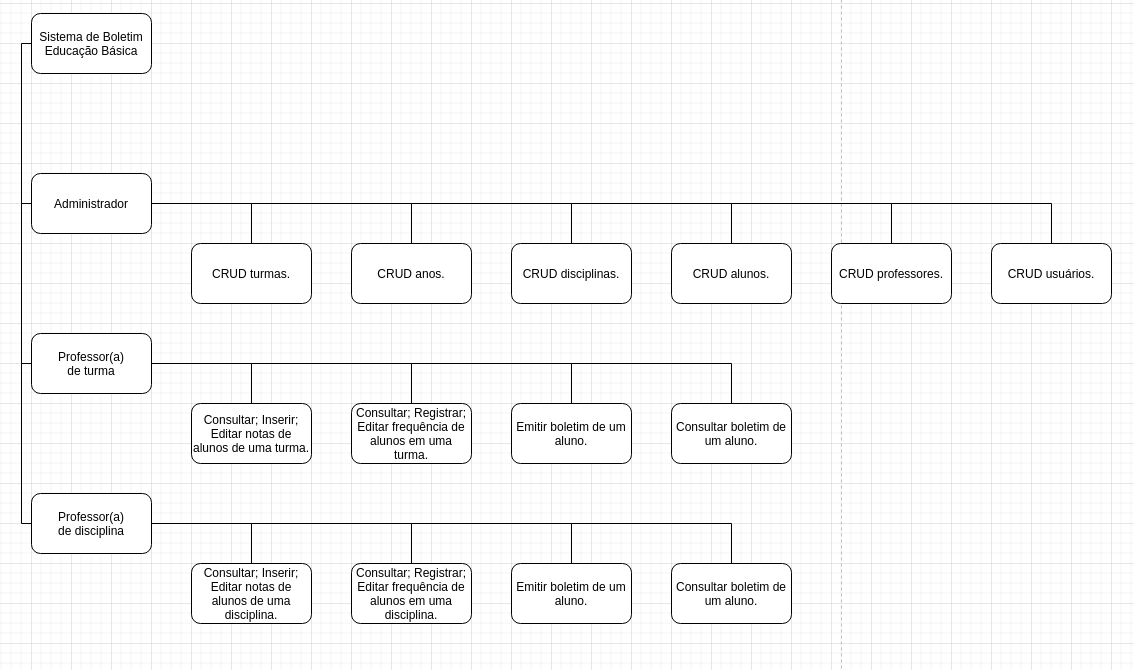 Sistema de Boletim
Educação Básica
Administrador
CRUD turmas.
CRUD anos.
CRUD disciplinas.
CRUD alunos.
CRUD professores.
CRUD usuários.
Professor(a)
de turma
Consultar; Inserir;
Editar notas de
alunos de uma turma.
Consultar; Registrar;
Editar frequência de
alunos em uma
turma.
Emitir boletim de um
aluno.
Consultar boletim de
um aluno.
Professor(a)
de disciplina
Consultar; Inserir;
Editar notas de
alunos de uma
disciplina.
Consultar; Registrar;
Editar frequência de
alunos em uma
disciplina.
Emitir boletim de um
aluno.
Consultar boletim de
um aluno.